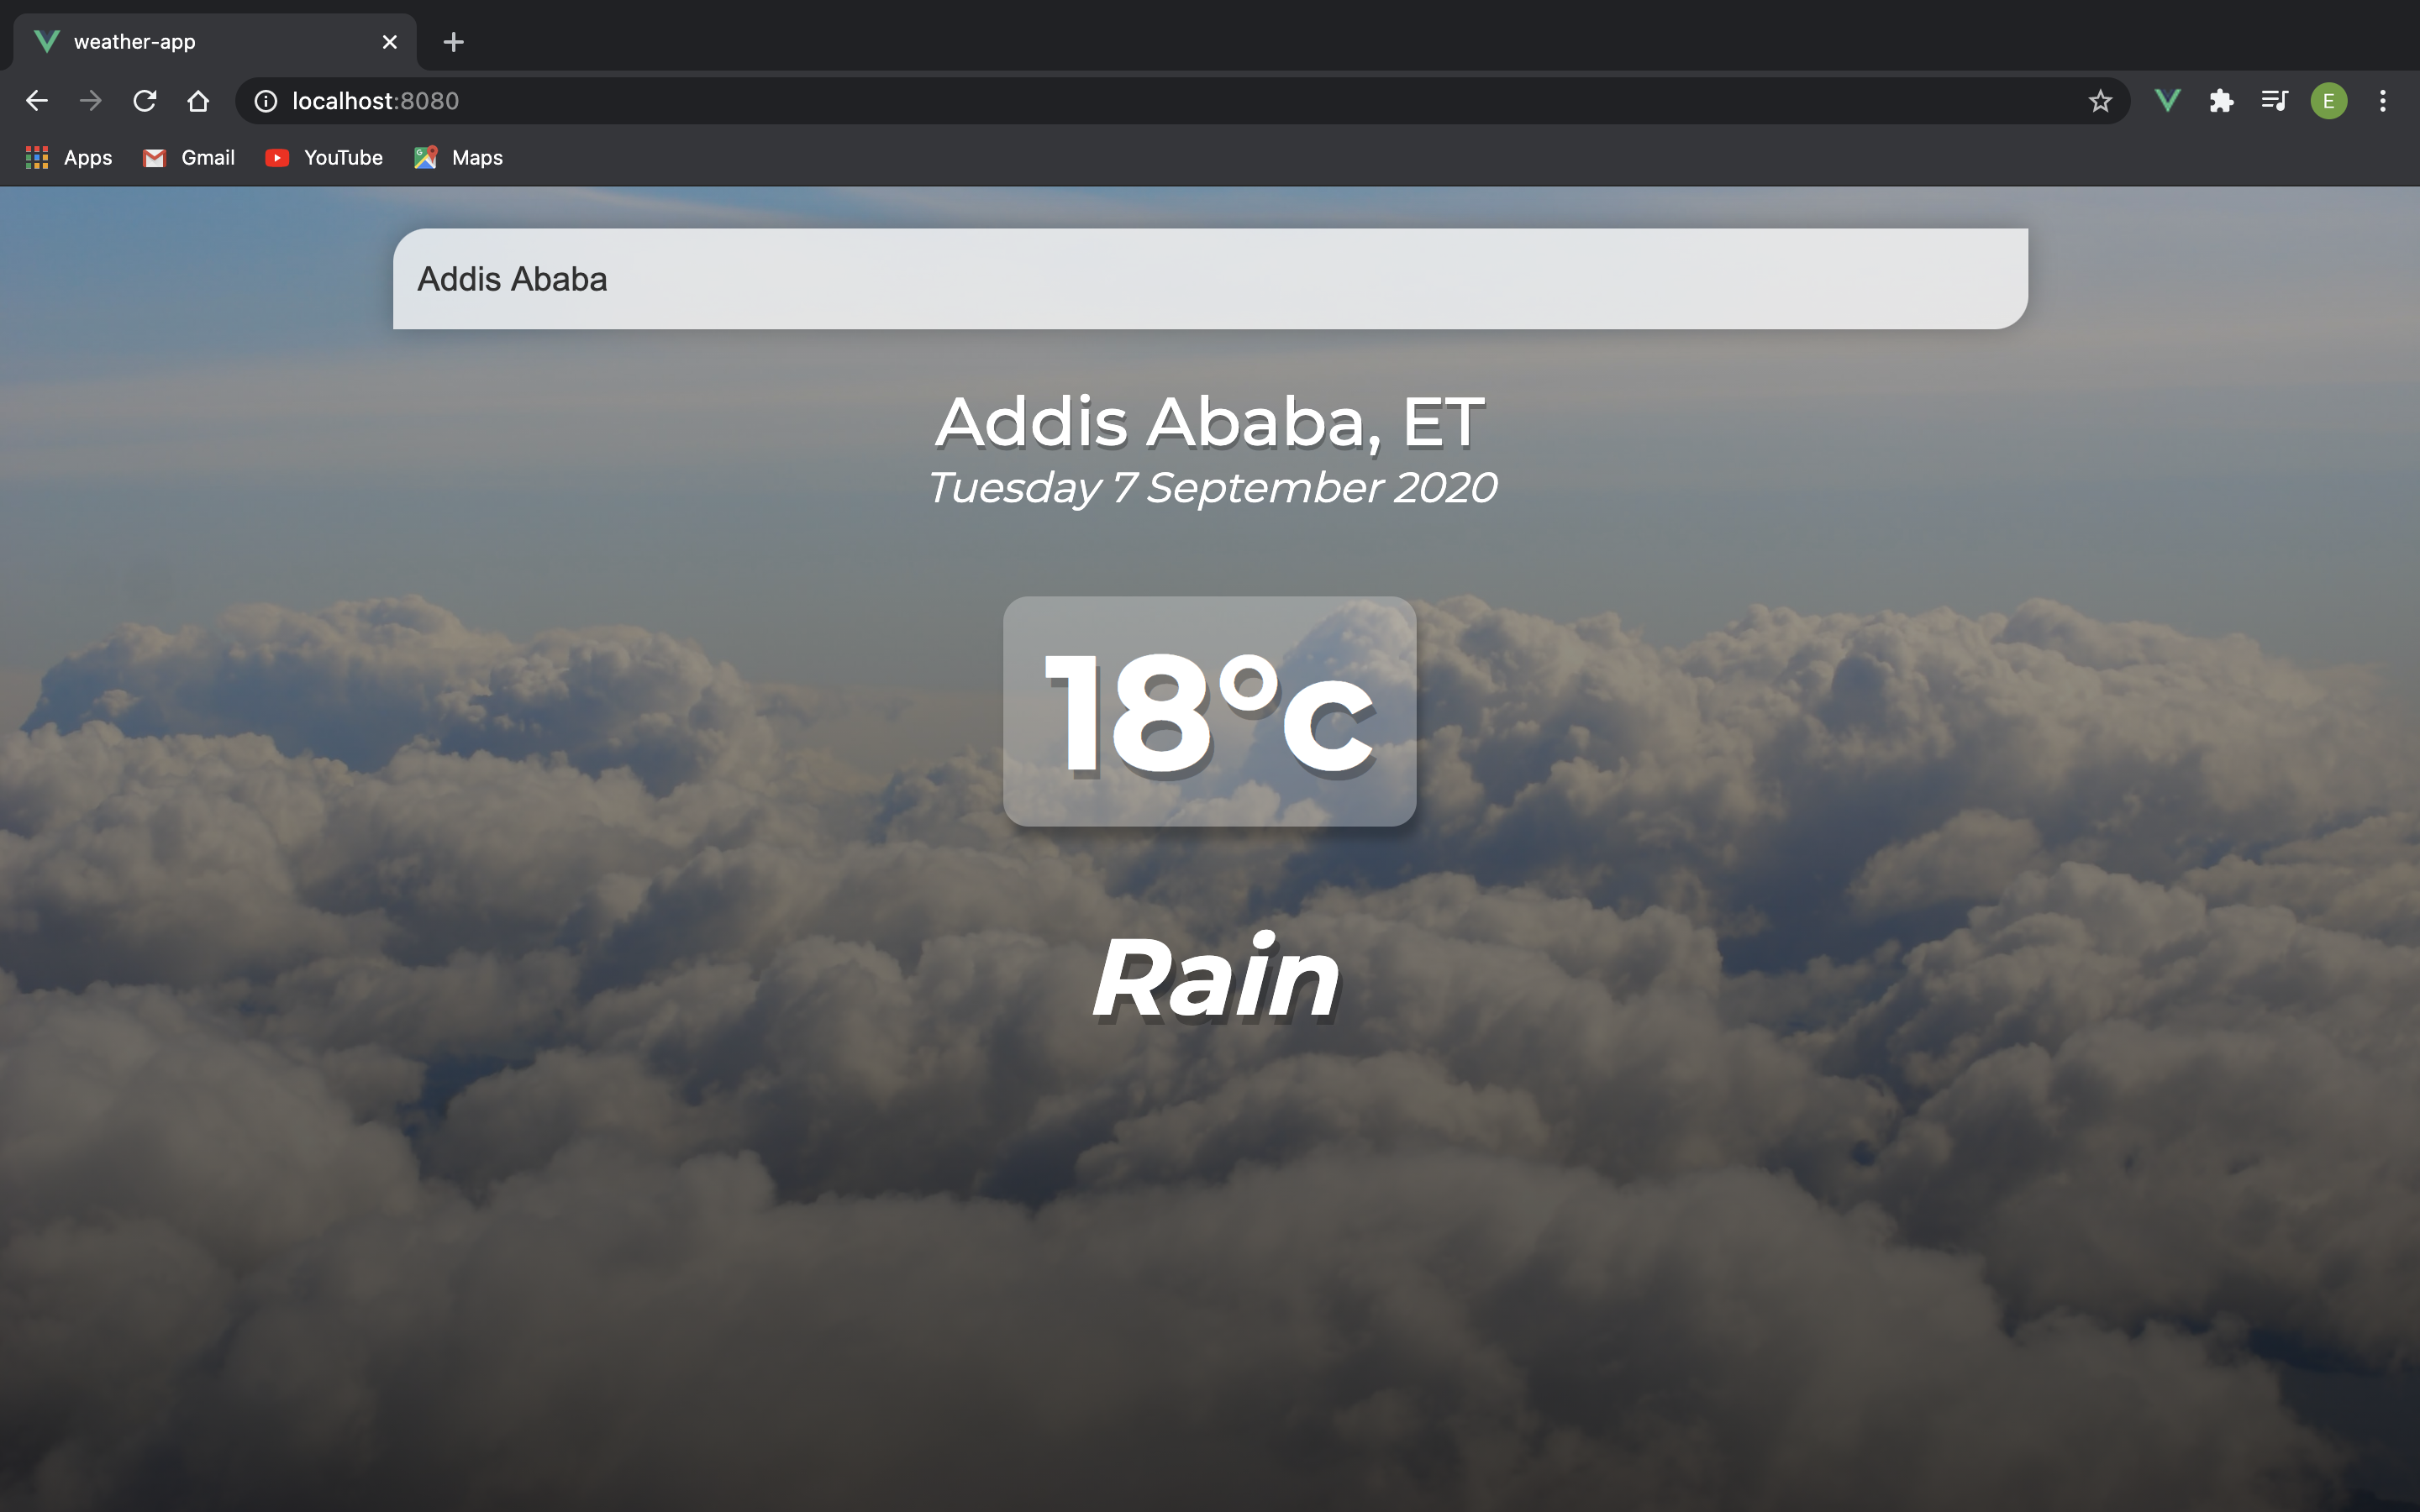 weather-app
localhost:8080
E
Apps Gmail YouTube Maps
Addis Ababa
Addis Ababa, ET
Tuesday 7 September 2020
18°c
Rain